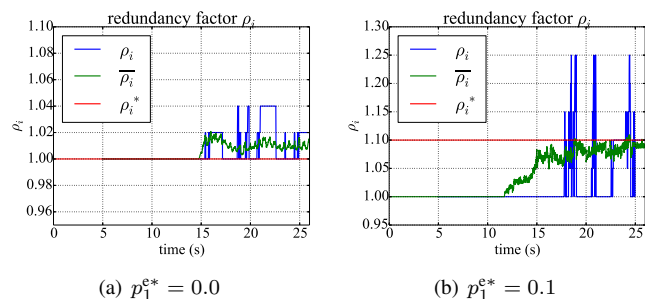 redundancy factor ρᵢ
1.10
1.08
1.06
1.04
1.02
1.00
0.98
0.96
ρᵢ
ρᵢ
ρ̅ᵢ
ρᵢ*
0 5 10 15 20 25
time (s)
(a) p₁ᵉ* = 0.0
redundancy factor ρᵢ
1.30
1.25
1.20
1.15
1.10
1.05
1.00
0.95
ρᵢ
ρᵢ
ρ̅ᵢ
ρᵢ*
0 5 10 15 20 25
time (s)
(b) p₁ᵉ* = 0.1